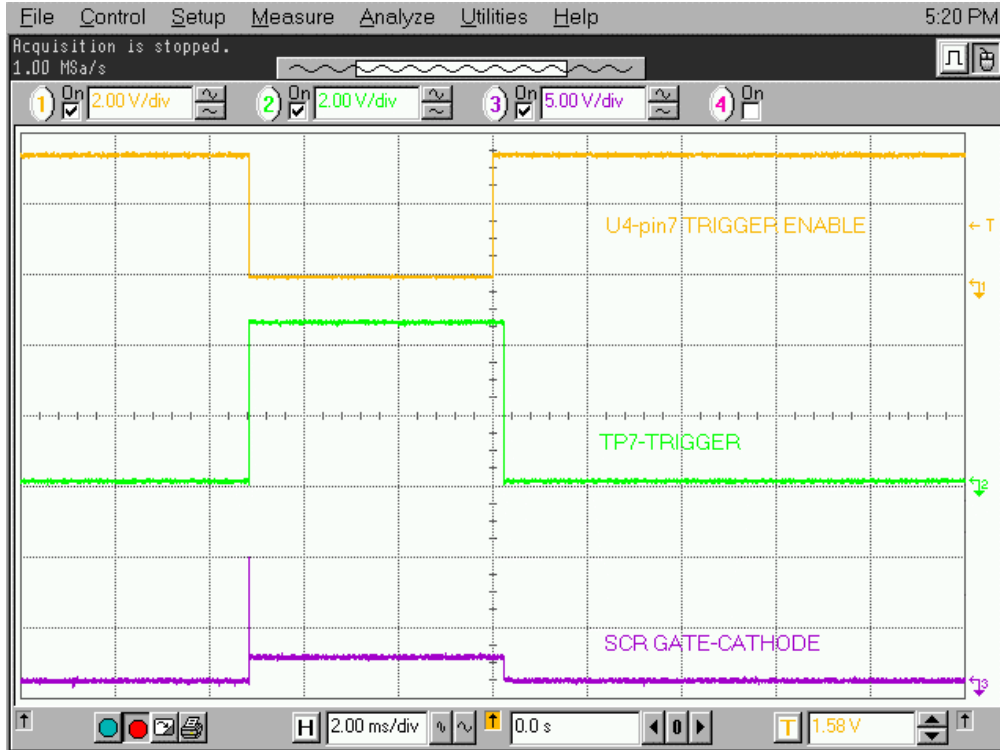 File Control Setup Measure Analyze Utilities Help 5:20 PM
Acquisition is stopped.
1.00 MSa/s
1 On 2.00 V/div 2 On 2.00 V/div 3 On 5.00 V/div 4 On
U4-pin7 TRIGGER ENABLE
T
1
TP7-TRIGGER
2
SCR GATE-CATHODE
3
H 2.00 ms/div 0.0 s 0 T 1.58 V